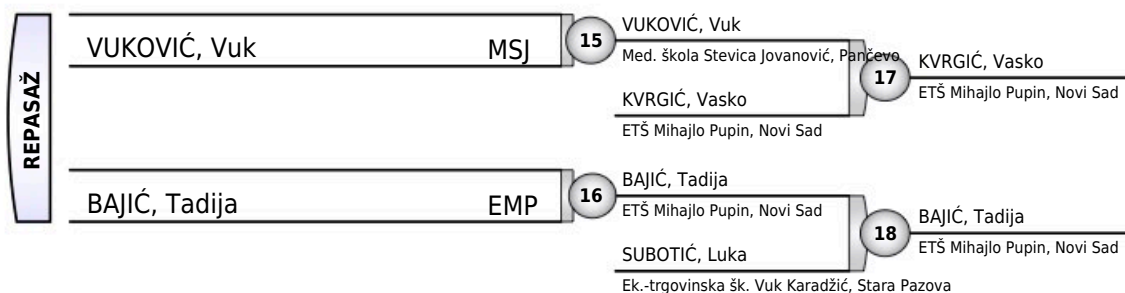 REPASAŽ
VUKOVIĆ, Vuk MSJ
15
VUKOVIĆ, Vuk
Med. škola Stevica Jovanović, Pančevo
KVRGIĆ, Vasko
ETŠ Mihajlo Pupin, Novi Sad
17
KVRGIĆ, Vasko
ETŠ Mihajlo Pupin, Novi Sad
BAJIĆ, Tadija EMP
16
BAJIĆ, Tadija
ETŠ Mihajlo Pupin, Novi Sad
SUBOTIĆ, Luka
Ek.-trgovinska šk. Vuk Karadžić, Stara Pazova
18
BAJIĆ, Tadija
ETŠ Mihajlo Pupin, Novi Sad